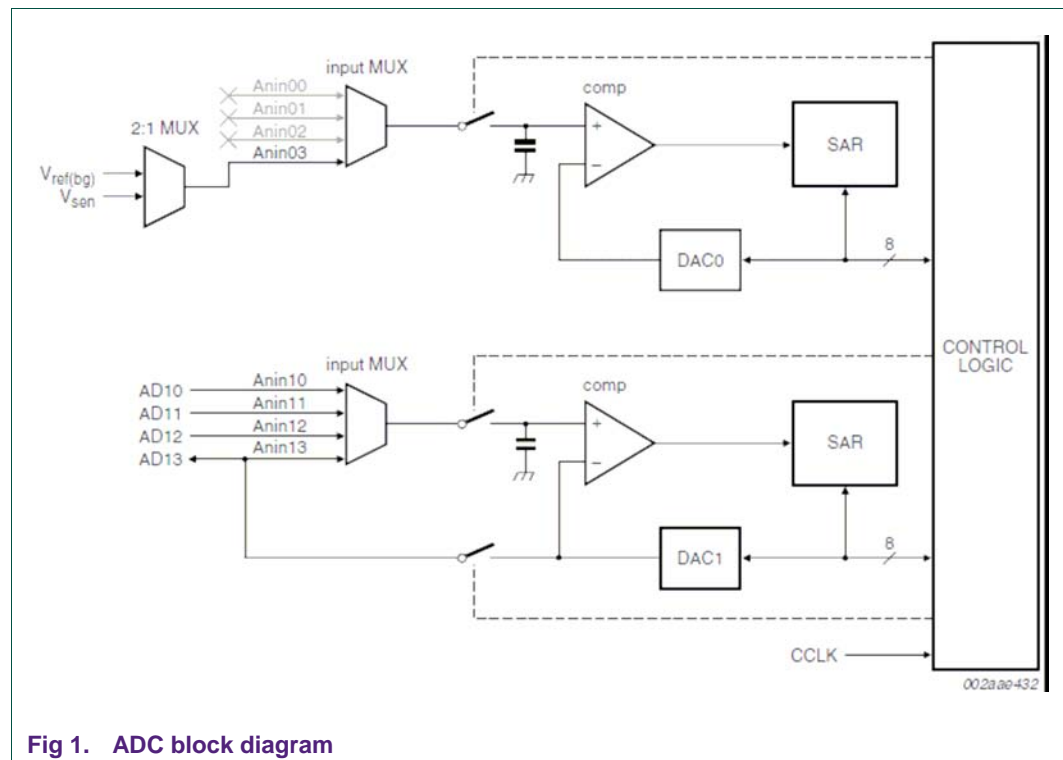 input MUX
Anin00
Anin01
Anin02
Anin03
2:1 MUX
Vref(bg)
Vsen
comp
+
−
SAR
DAC0
8
CONTROL
LOGIC
input MUX
AD10
Anin10
AD11
Anin11
AD12
Anin12
AD13
Anin13
comp
+
−
SAR
DAC1
8
CCLK
002aae432
Fig 1. ADC block diagram